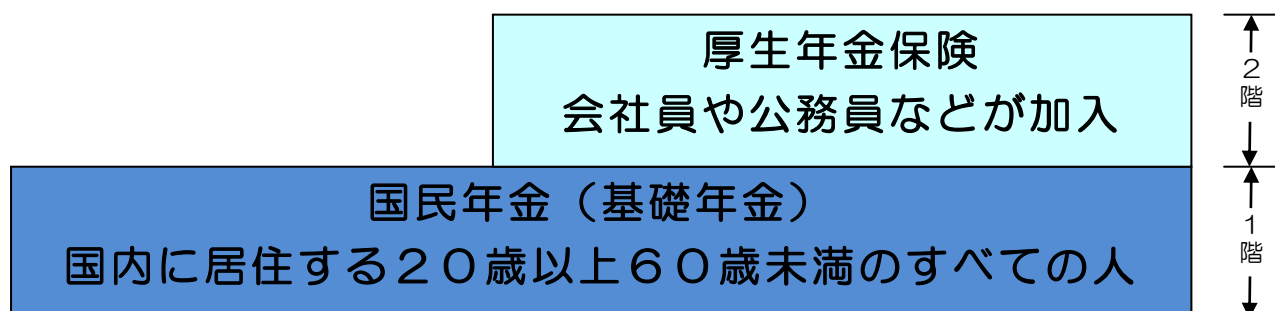 厚生年金保険
会社員や公務員などが加入
2階
国民年金（基礎年金）
国内に居住する２０歳以上６０歳未満のすべての人
1階